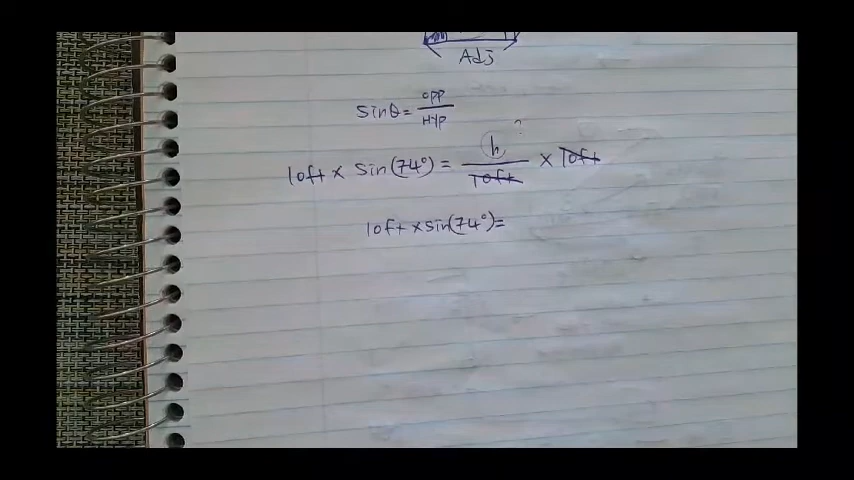 Adj
sinθ = opp/Hyp
?
10ft × sin(74°) = h/10ft × 10ft
10ft × sin(74°) =